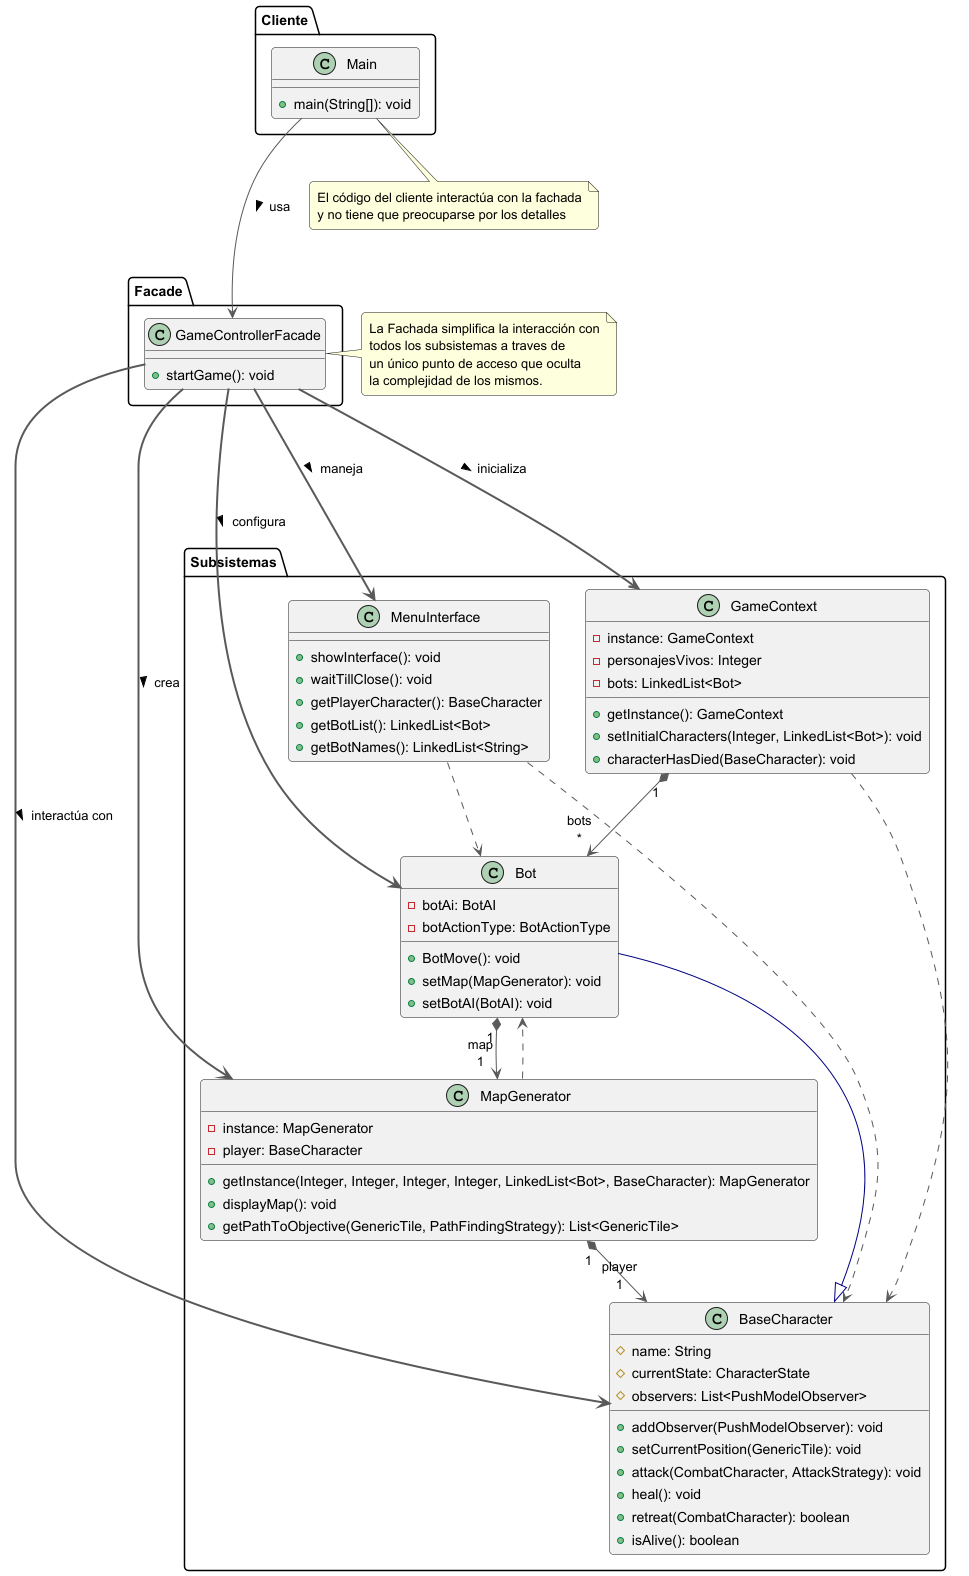 Cliente
C Main
main(String[]): void
El código del cliente interactúa con la fachada
y no tiene que preocuparse por los detalles
usa
Facade
C GameControllerFacade
startGame(): void
La Fachada simplifica la interacción con
todos los subsistemas a traves de
un único punto de acceso que oculta
la complejidad de los mismos.
maneja
inicializa
configura
Subsistemas
C MenuInterface
showInterface(): void
waitTillClose(): void
getPlayerCharacter(): BaseCharacter
getBotList(): LinkedList<Bot>
getBotNames(): LinkedList<String>
C GameContext
instance: GameContext
personajesVivos: Integer
bots: LinkedList<Bot>
getInstance(): GameContext
setInitialCharacters(Integer, LinkedList<Bot>): void
characterHasDied(BaseCharacter): void
crea
interactúa con
1
bots
*
C Bot
botAi: BotAI
botActionType: BotActionType
BotMove(): void
setMap(MapGenerator): void
setBotAI(BotAI): void
1
map
1
C MapGenerator
instance: MapGenerator
player: BaseCharacter
getInstance(Integer, Integer, Integer, Integer, LinkedList<Bot>, BaseCharacter): MapGenerator
displayMap(): void
getPathToObjective(GenericTile, PathFindingStrategy): List<GenericTile>
1
player
1
C BaseCharacter
name: String
currentState: CharacterState
observers: List<PushModelObserver>
addObserver(PushModelObserver): void
setCurrentPosition(GenericTile): void
attack(CombatCharacter, AttackStrategy): void
heal(): void
retreat(CombatCharacter): boolean
isAlive(): boolean